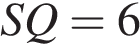 SQ = 6